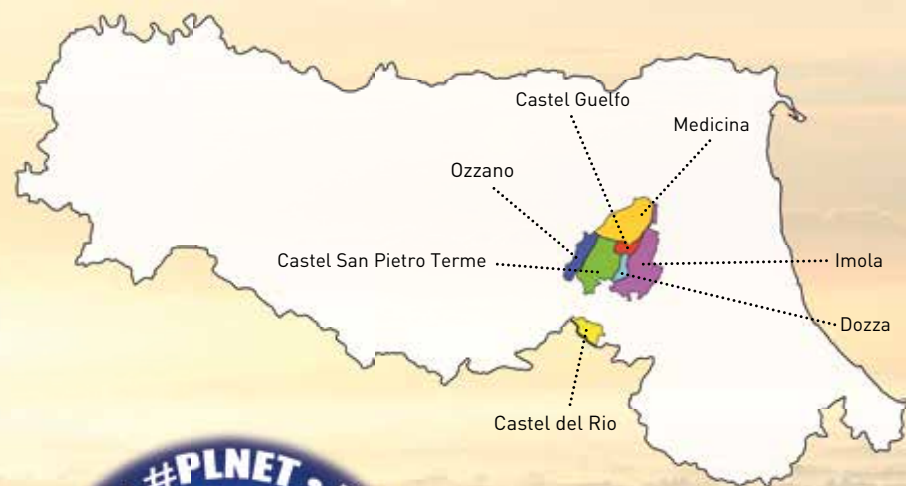 Castel Guelfo
Medicina
Ozzano
Castel San Pietro Terme
Imola
Dozza
Castel del Rio
#PLNET